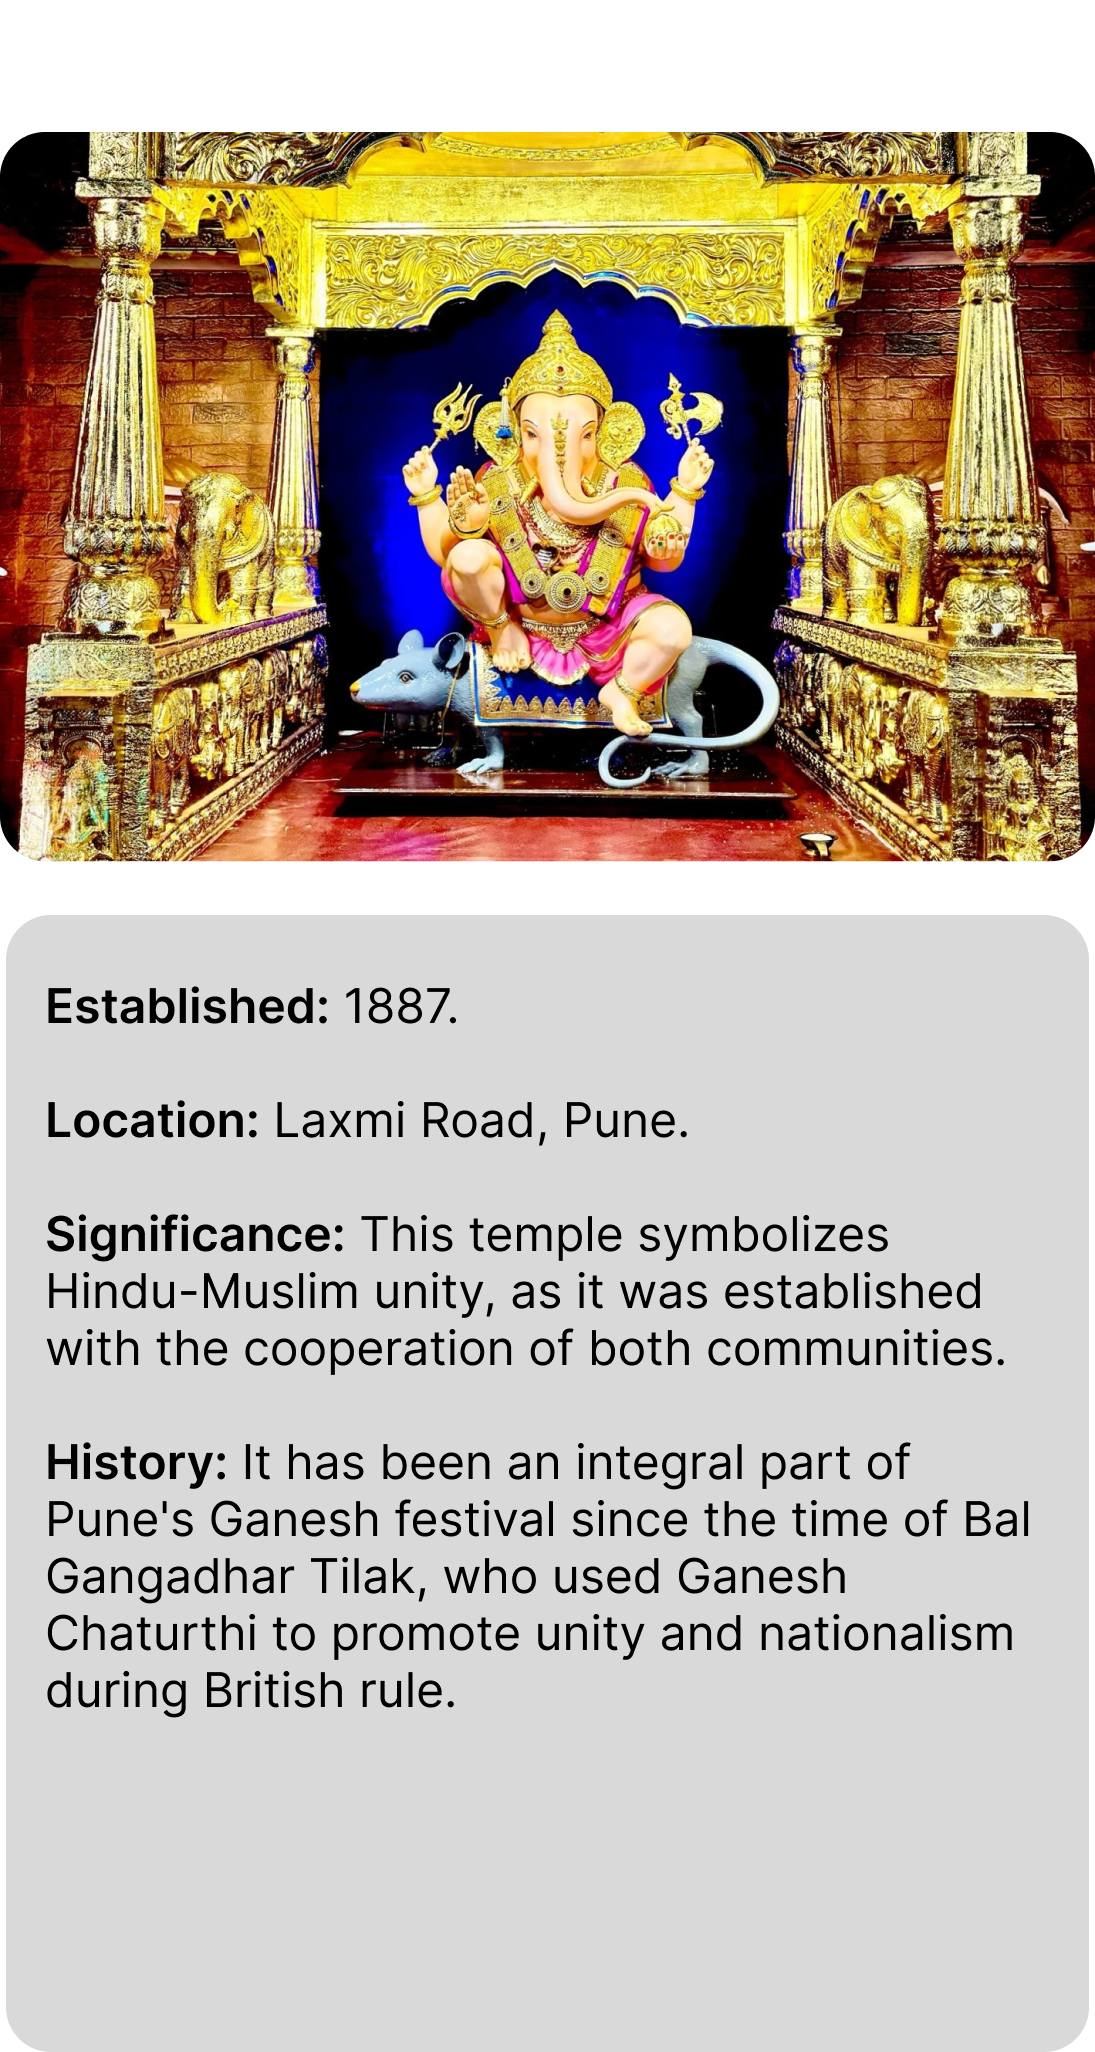 Established: 1887.
Location: Laxmi Road, Pune.
Significance: This temple symbolizes
Hindu-Muslim unity, as it was established
with the cooperation of both communities.
History: It has been an integral part of
Pune's Ganesh festival since the time of Bal
Gangadhar Tilak, who used Ganesh
Chaturthi to promote unity and nationalism
during British rule.